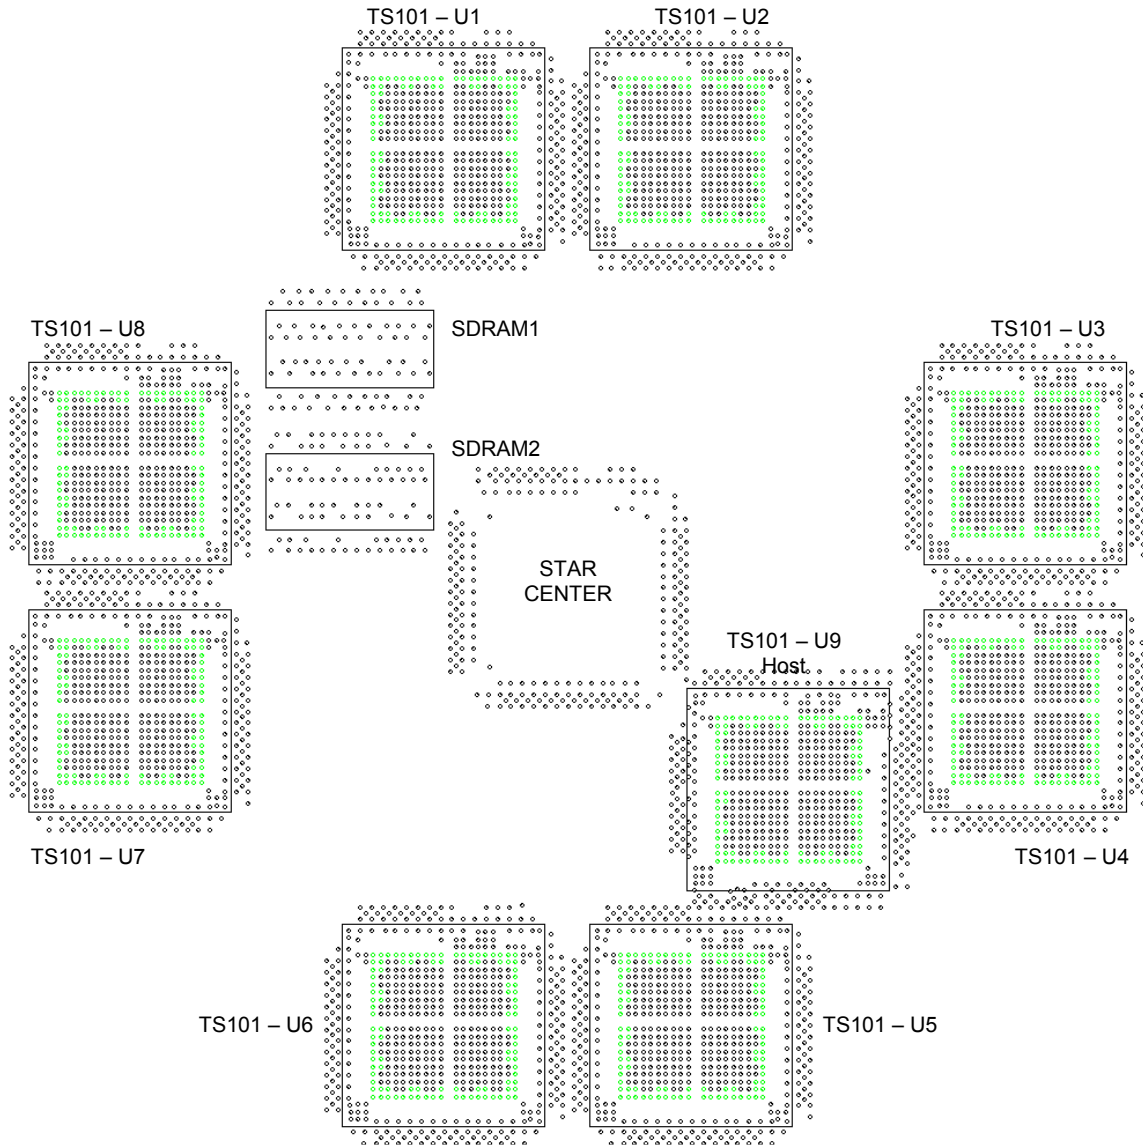 TS101 – U1
TS101 – U2
TS101 – U8
SDRAM1
TS101 – U3
SDRAM2
STAR
CENTER
TS101 – U9
Host
TS101 – U7
TS101 – U4
TS101 – U6
TS101 – U5